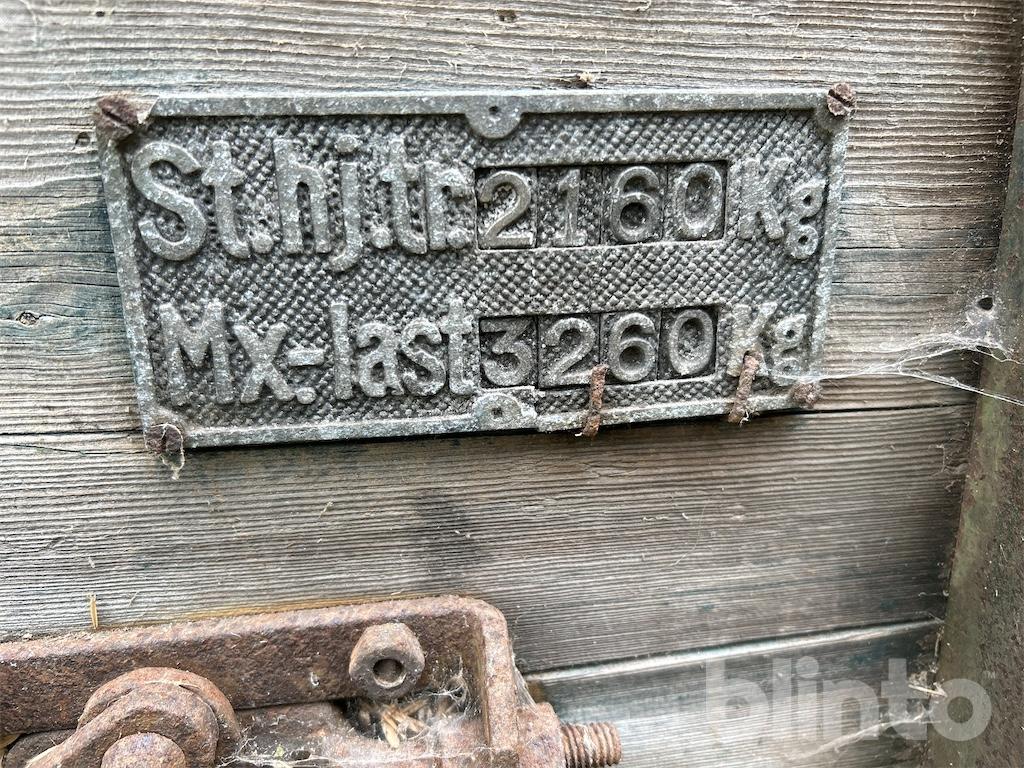 St.hj.tr. 2160 Kg
Mx.-last 3260 Kg
blinto